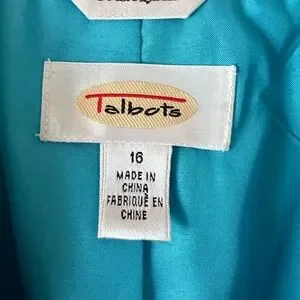 Talbots
16
MADE IN
CHINA
FABRIQUÉ EN
CHINE